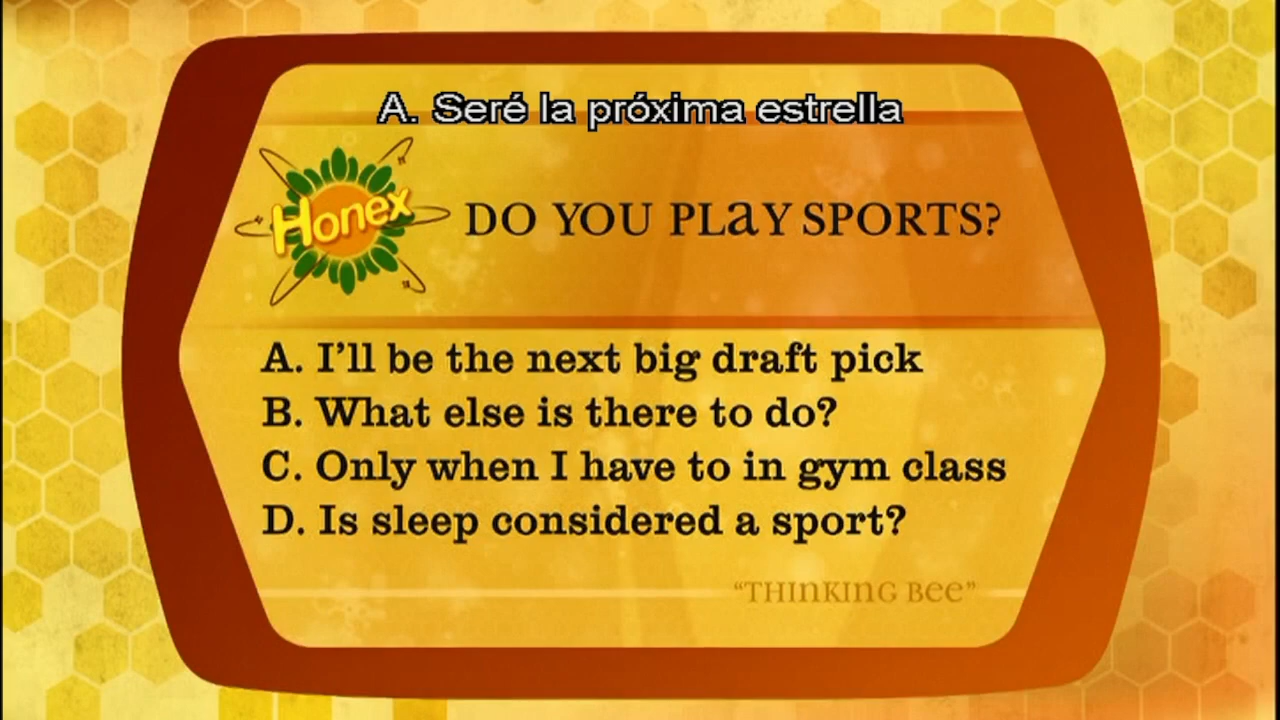 A. Seré la próxima estrella
Honex
DO YOU PLaY SPORTS?
A. I'll be the next big draft pick
B. What else is there to do?
C. Only when I have to in gym class
D. Is sleep considered a sport?
“THINKING Bee”